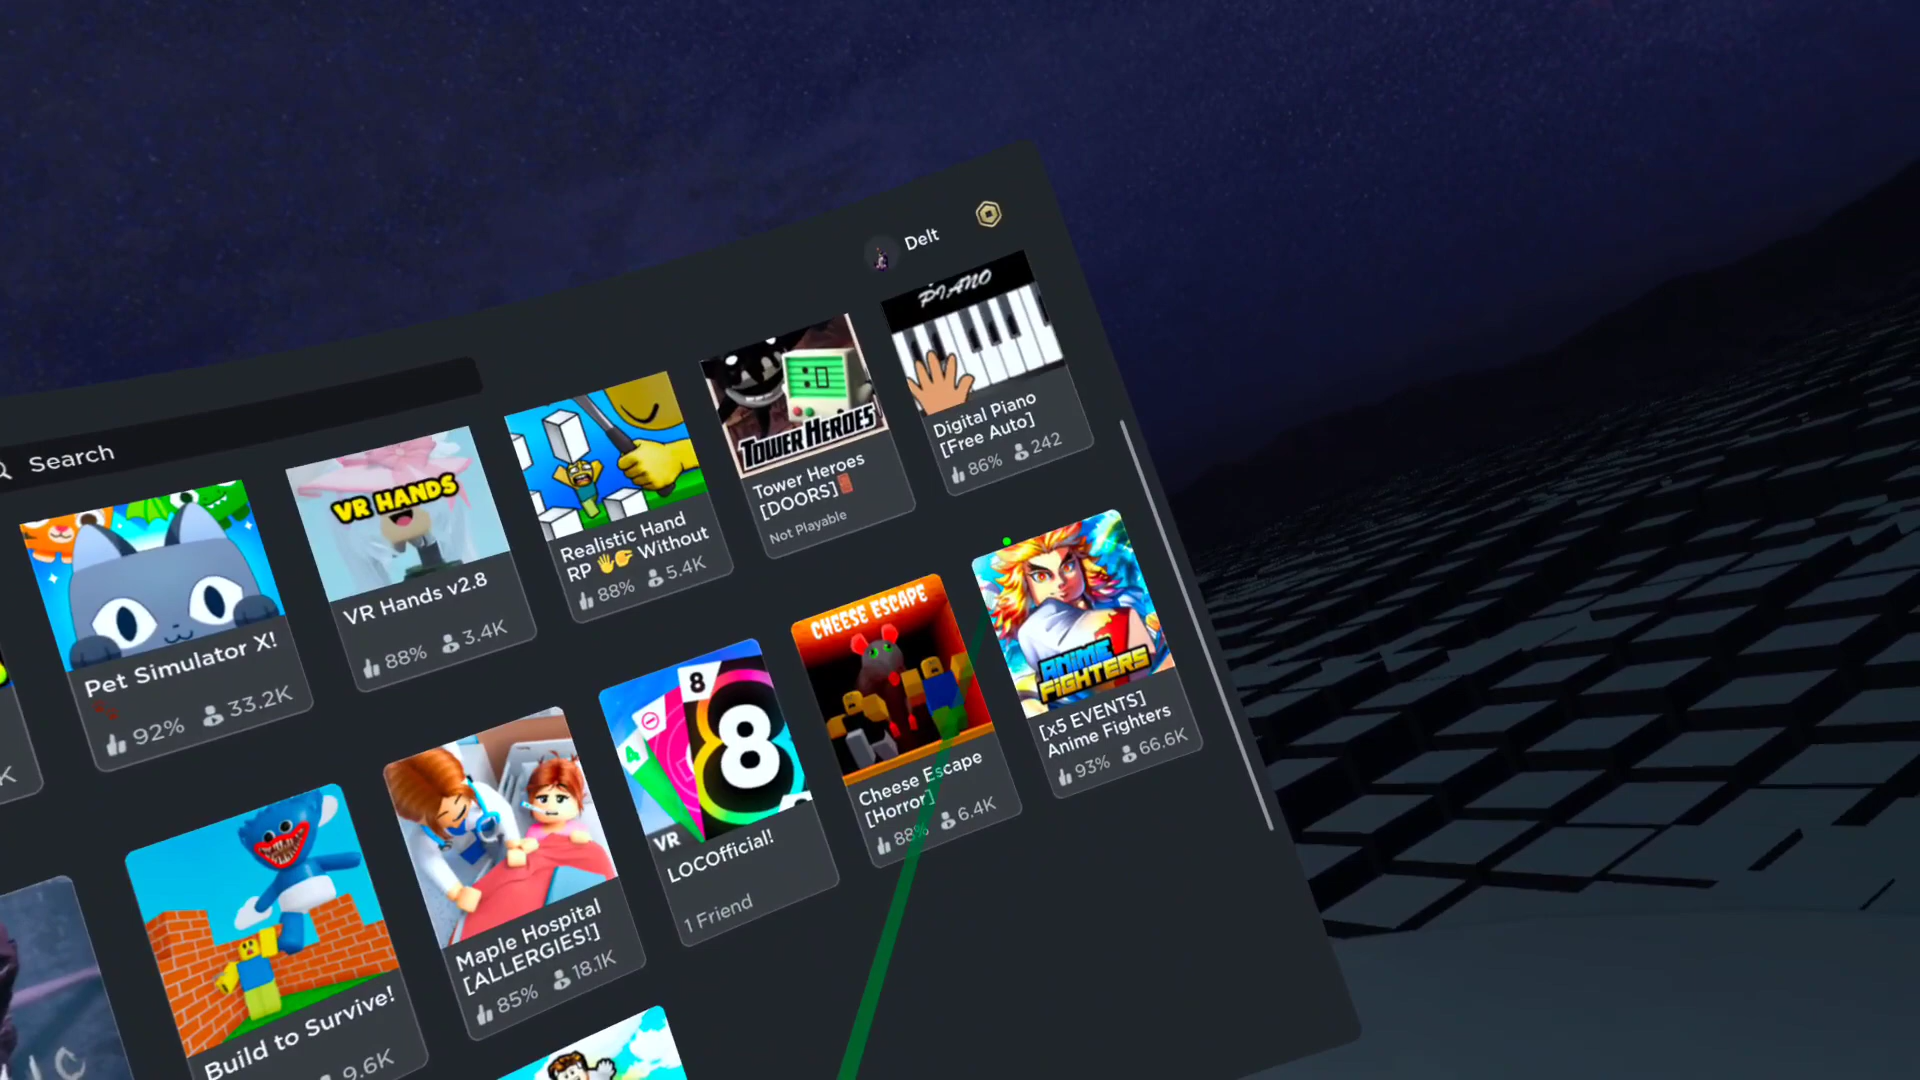 Delt
Search
Pet Simulator X!
92% 33.2K
VR HANDS
VR Hands v2.8
88% 3.4K
Realistic Hand
RP 🖐👉 Without
88% 5.4K
TOWER HEROES
Tower Heroes
[DOORS]🚪
Not Playable
PIANO
Digital Piano
[Free Auto]
86% 242
K
Build to Survive!
9.6K
Maple Hospital
[ALLERGIES!]
85% 18.1K
8
4
8
VR
LOCOfficial!
1 Friend
CHEESE ESCAPE
Cheese Escape
[Horror]
88% 6.4K
ANIME
FIGHTERS
[x5 EVENTS]
Anime Fighters
93% 66.6K